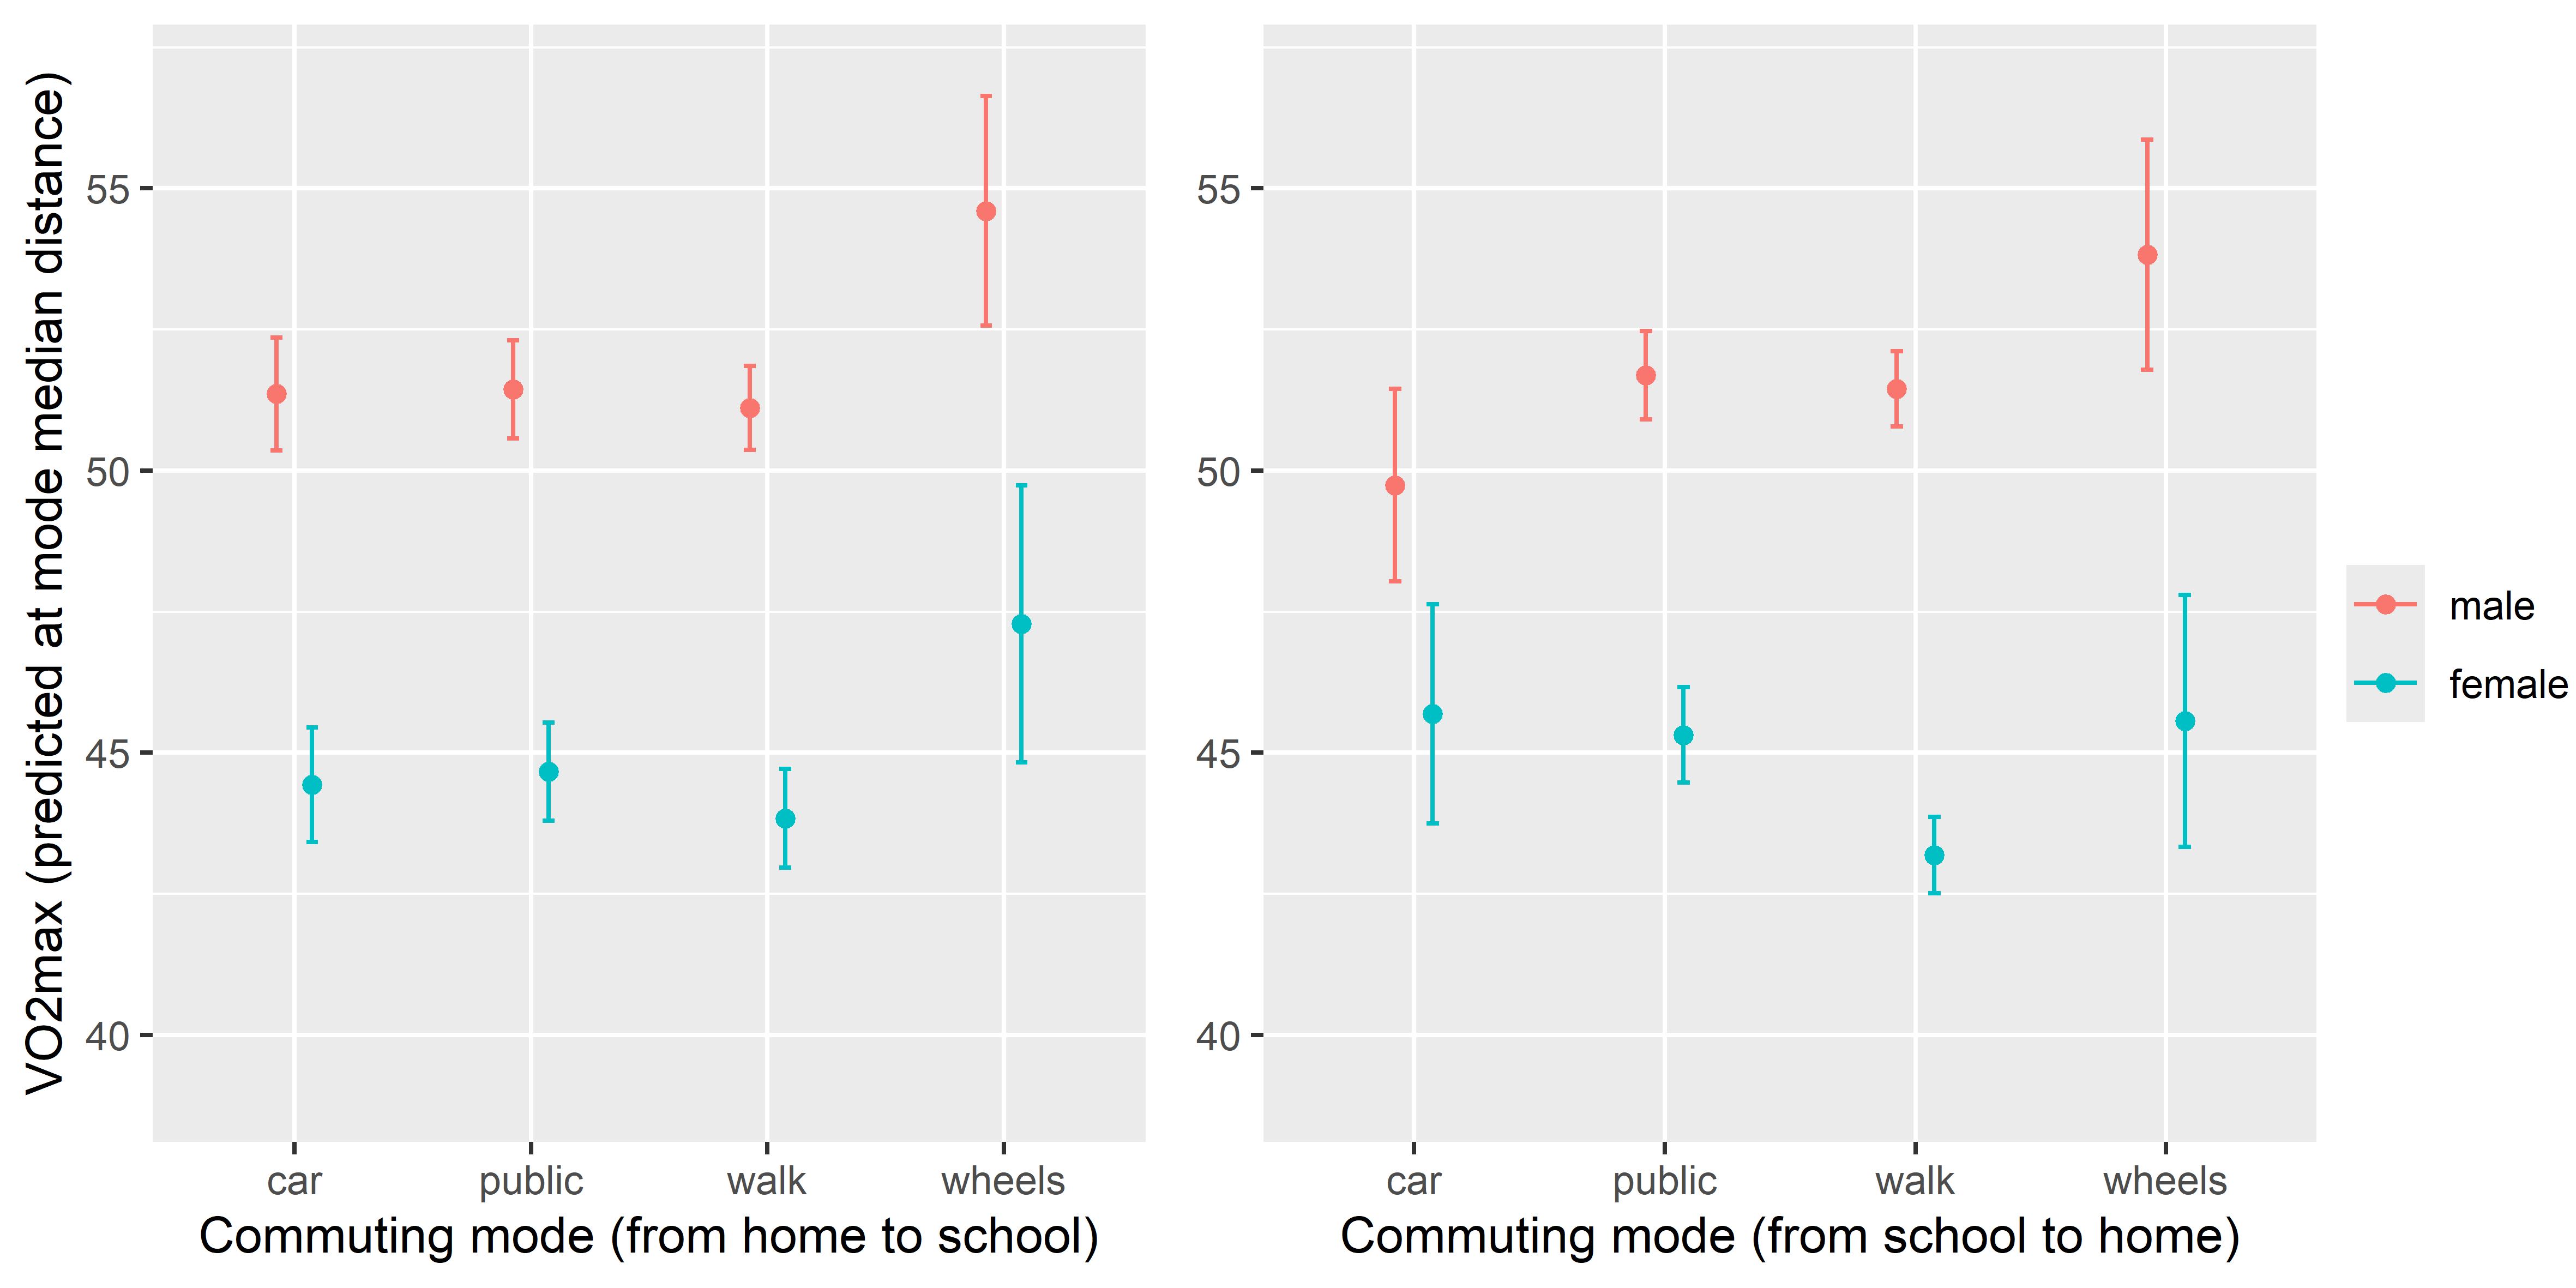 VO2max (predicted at mode median distance)
55
50
45
40
car public walk wheels
Commuting mode (from home to school)
55
50
45
40
car public walk wheels
Commuting mode (from school to home)
male
female